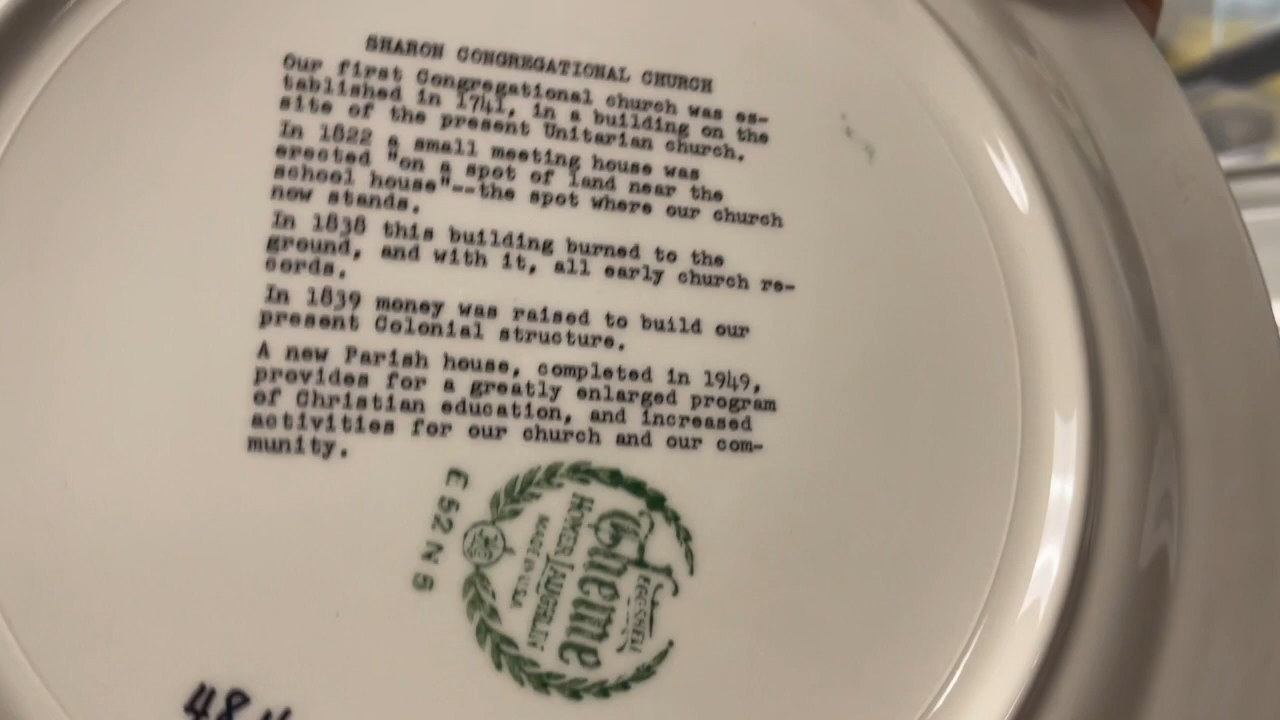 SHARON CONGREGATIONAL CHURCH
Our first Congregational church was es-
tablished in 1741, in a building on the
site of the present Unitarian church.
In 1822 a small meeting house was
erected "on a spot of land near the
school house"--the spot where our church
now stands.
In 1838 this building burned to the
ground, and with it, all early church re-
cords.
In 1839 money was raised to build our
present Colonial structure.
A new Parish house, completed in 1949,
provides for a greatly enlarged program
of Christian education, and increased
activities for our church and our com-
munity.
EGGSHELL
Theme
HOMER LAUGHLIN
MADE IN U.S.A.
E 52 N 5
48